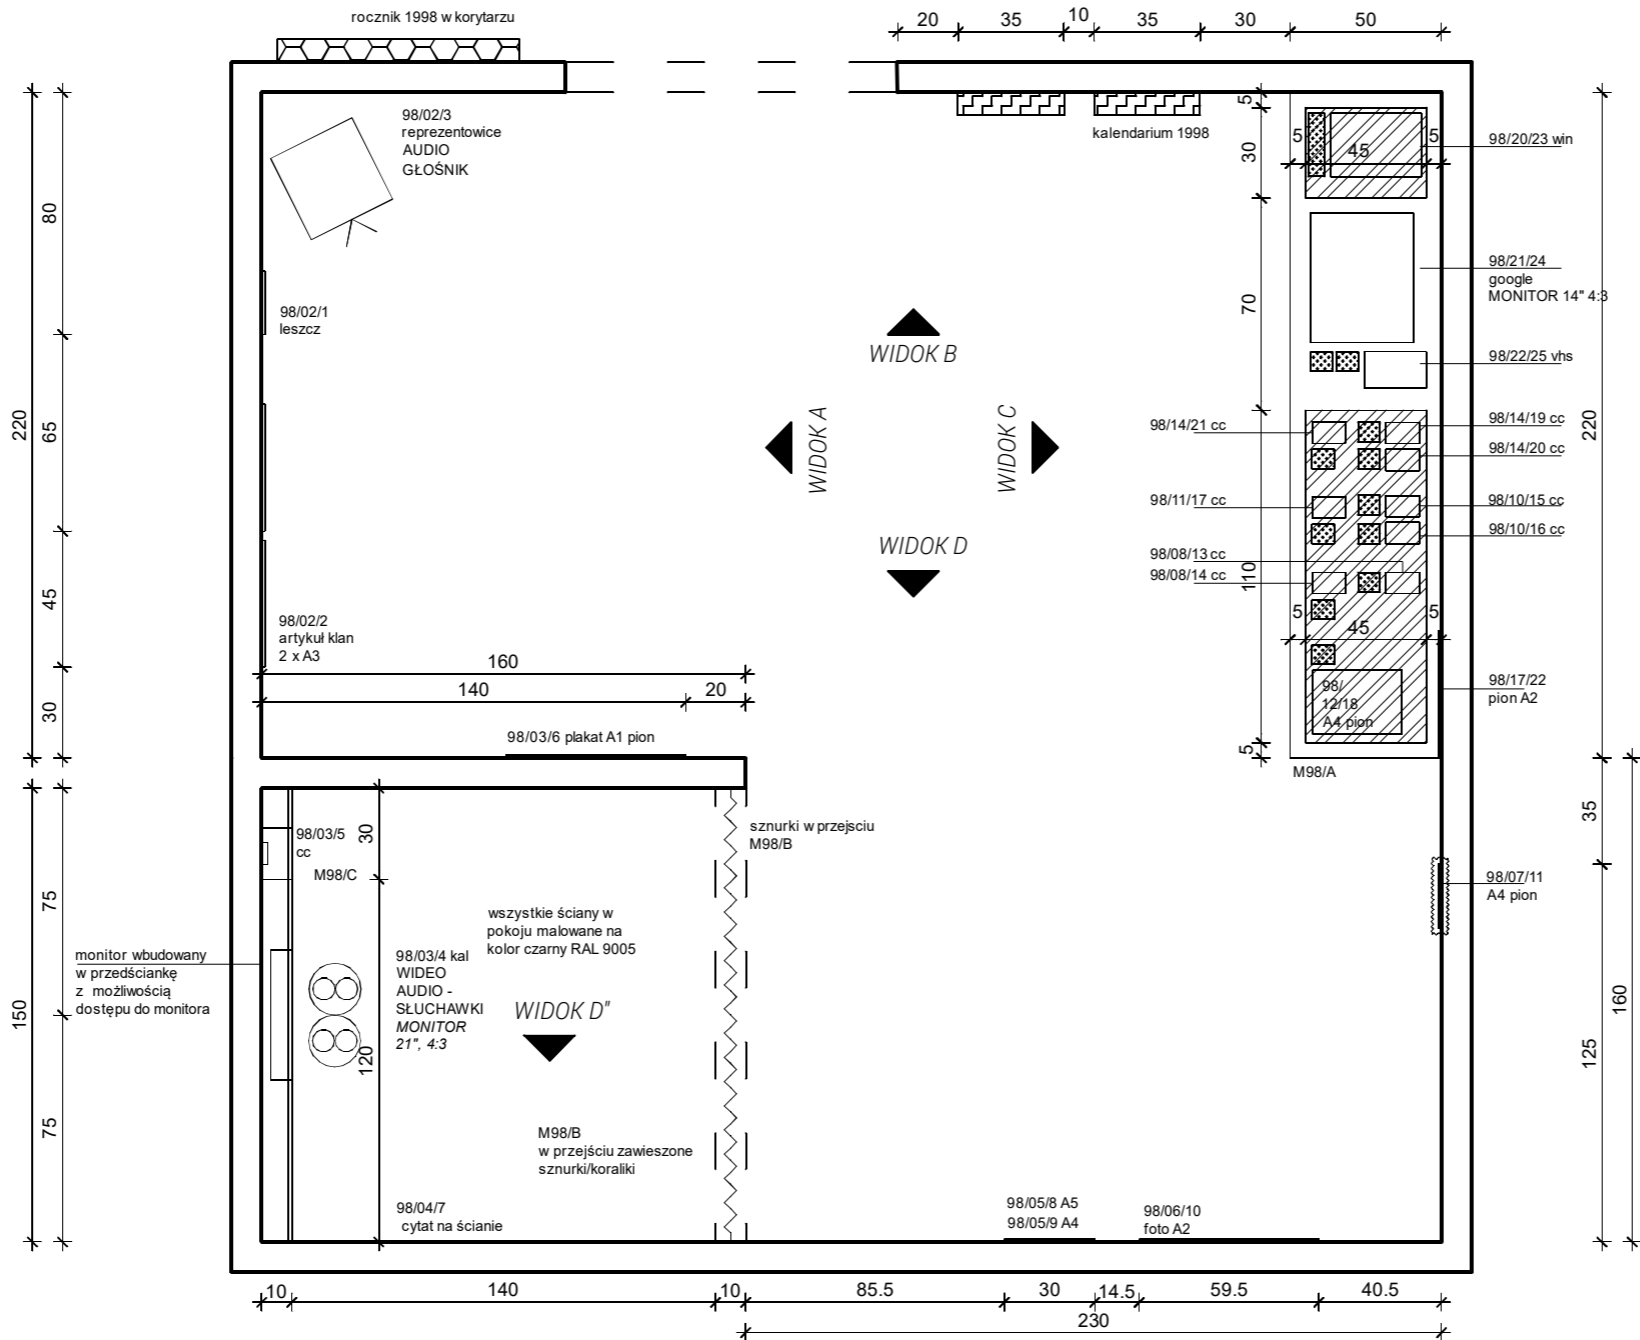 rocznik 1998 w korytarzu
20
35
10
35
30
50
98/02/3
reprezentowice
AUDIO
GŁOŚNIK
kalendarium 1998
5
30
5
45
5
98/20/23 win
80
70
98/21/24
google
MONITOR 14" 4:3
98/02/1
leszcz
WIDOK B
98/22/25 vhs
220
65
WIDOK A
WIDOK C
98/14/21 cc
98/14/19 cc
98/14/20 cc
220
98/11/17 cc
98/10/15 cc
98/10/16 cc
WIDOK D
98/08/13 cc
98/08/14 cc
110
45
5
45
5
98/02/2
artykuł klan
2 x A3
160
140
20
98/
12/18
A4 pion
98/17/22
pion A2
30
98/03/6 plakat A1 pion
5
M98/A
98/03/5
cc
M98/C
30
sznurki w przejsciu
M98/B
35
75
98/07/11
A4 pion
wszystkie ściany w
pokoju malowane na
kolor czarny RAL 9005
monitor wbudowany
w przedściankę
z możliwością
dostępu do monitora
98/03/4 kal
WIDEO
AUDIO -
SŁUCHAWKI
MONITOR
21", 4:3
WIDOK D"
150
120
125
160
75
M98/B
w przejściu zawieszone
sznurki/koraliki
98/04/7
cytat na ścianie
98/05/8 A5
98/05/9 A4
98/06/10
foto A2
10
140
10
85.5
30
14.5
59.5
40.5
230